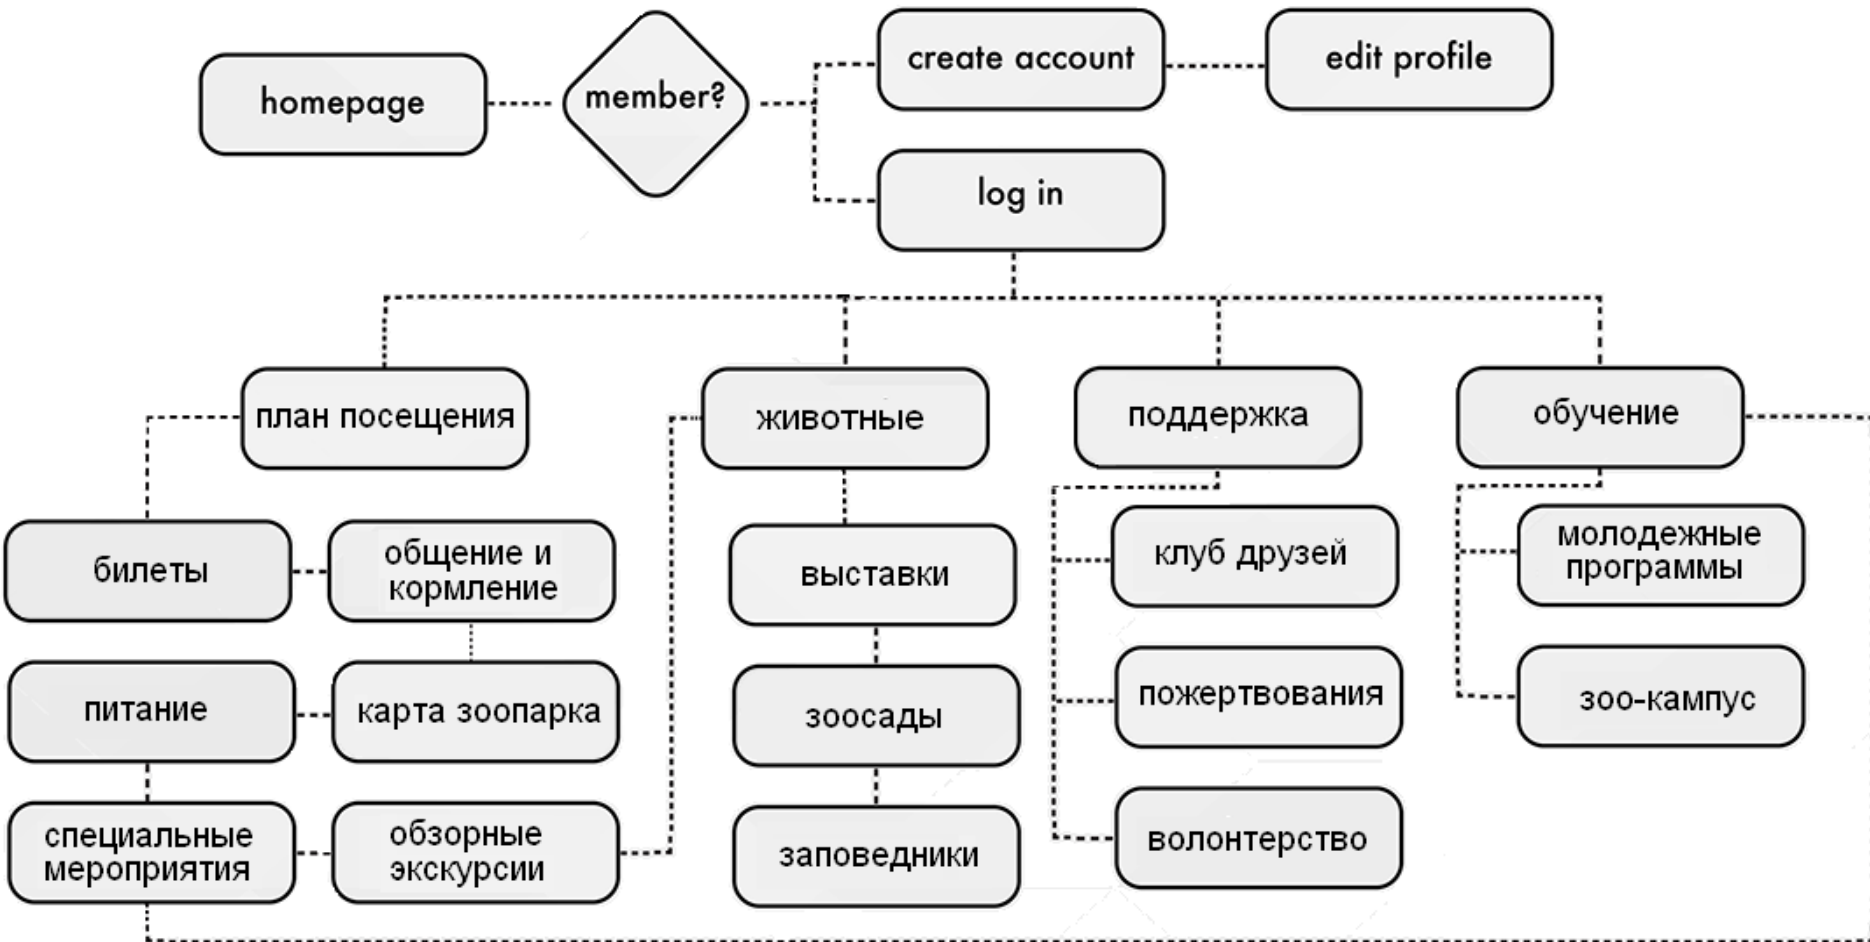 homepage
member?
create account
edit profile
log in
план посещения
животные
поддержка
обучение
билеты
общение и
кормление
выставки
клуб друзей
молодежные
программы
питание
карта зоопарка
зоосады
пожертвования
зоо-кампус
специальные
мероприятия
обзорные
экскурсии
заповедники
волонтерство